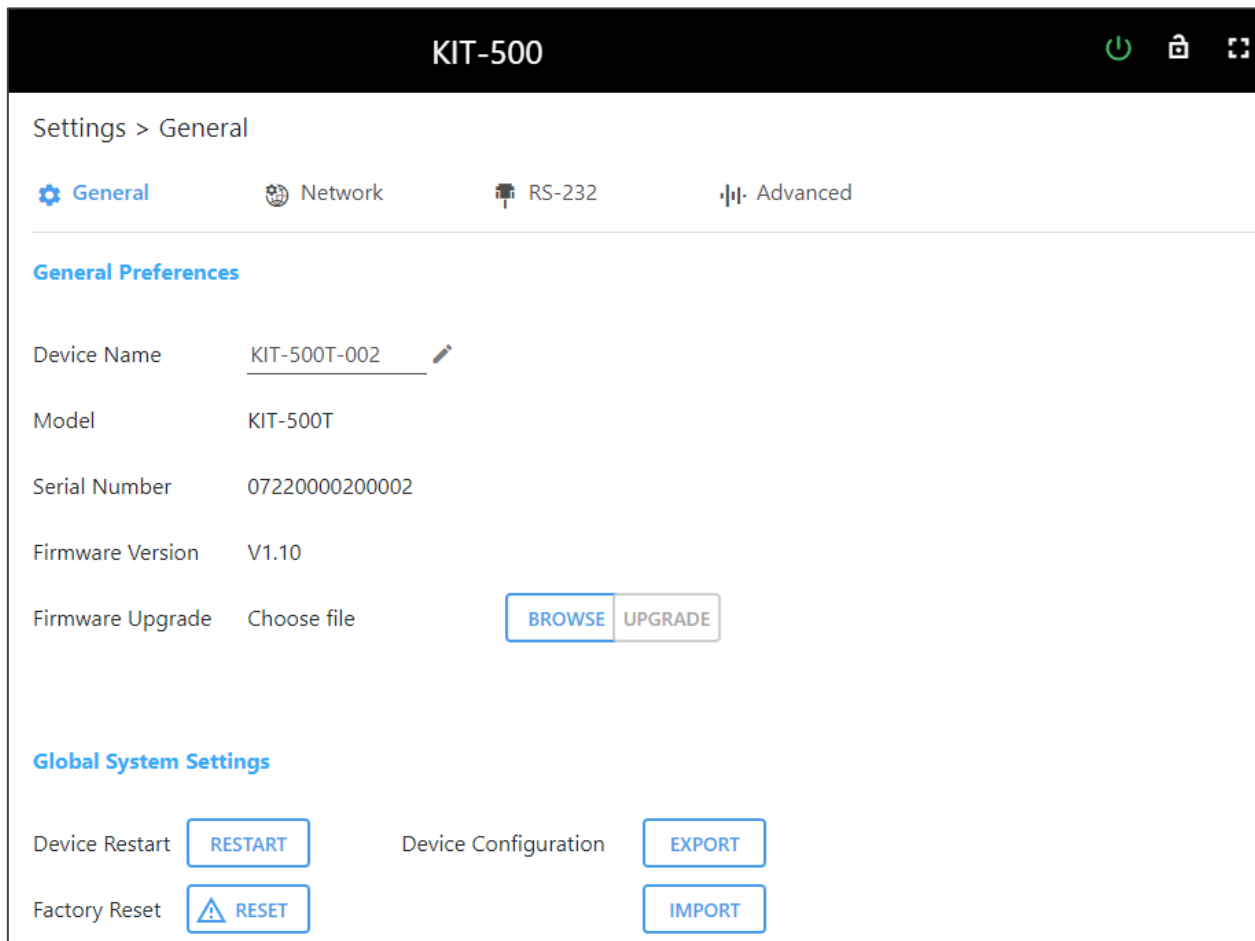 KIT-500
Settings > General
General Network RS-232 Advanced
General Preferences
Device Name KIT-500T-002
Model KIT-500T
Serial Number 07220000200002
Firmware Version V1.10
Firmware Upgrade Choose file BROWSE UPGRADE
Global System Settings
Device Restart RESTART Device Configuration EXPORT
Factory Reset RESET IMPORT